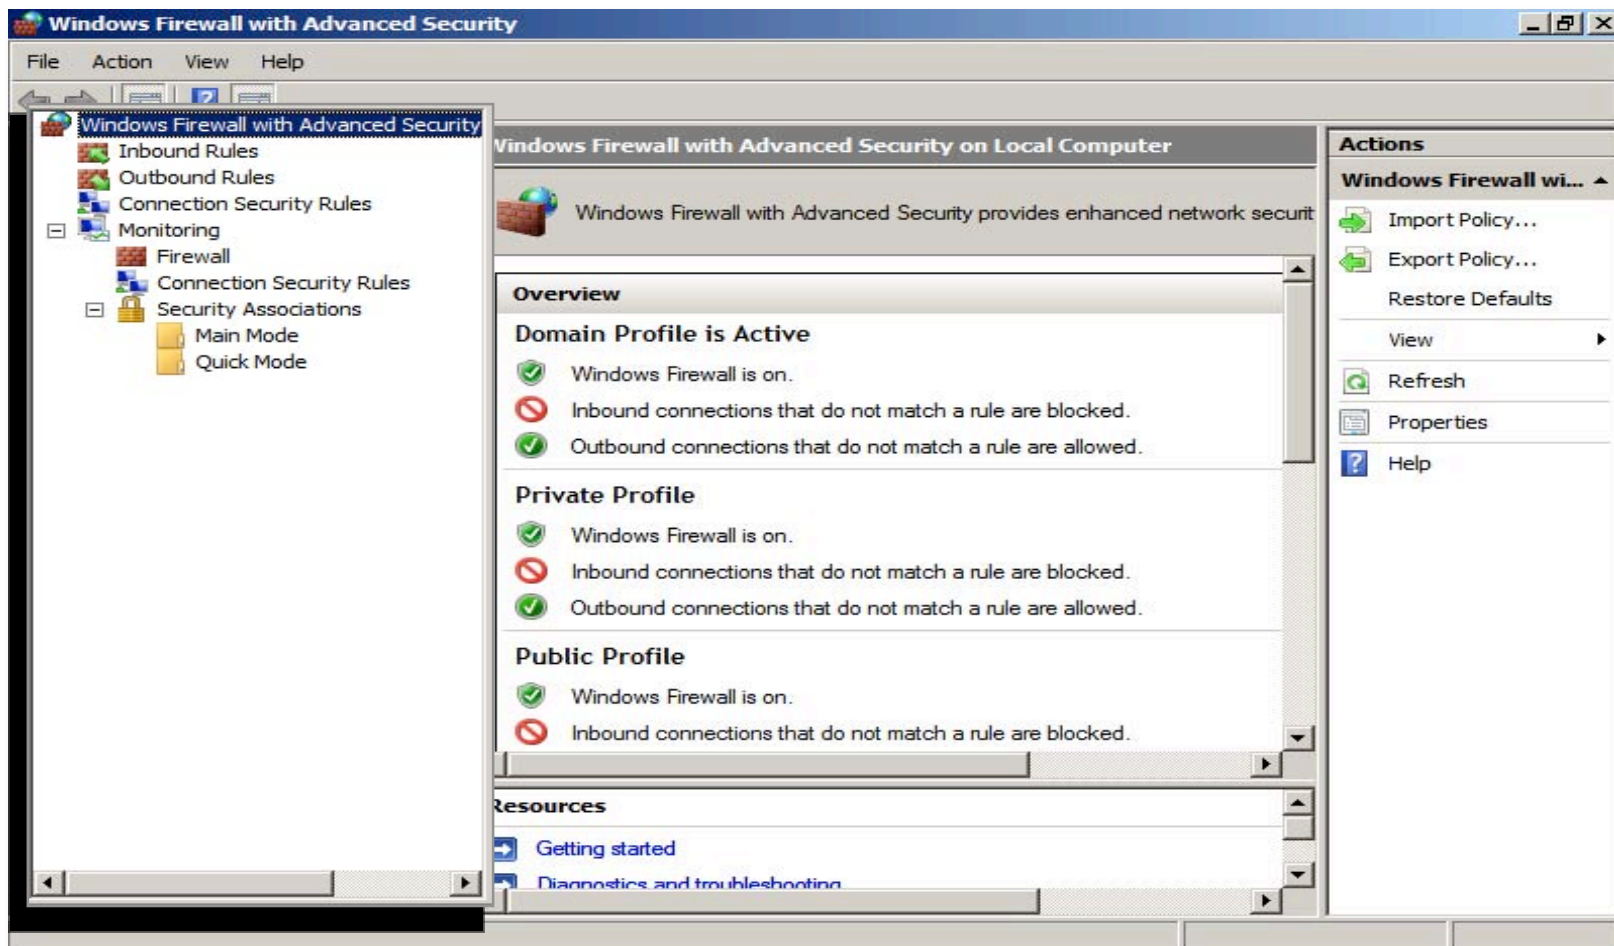 Windows Firewall with Advanced Security
File Action View Help
Windows Firewall with Advanced Security
Inbound Rules
Outbound Rules
Connection Security Rules
Monitoring
Firewall
Connection Security Rules
Security Associations
Main Mode
Quick Mode
Windows Firewall with Advanced Security on Local Computer
Windows Firewall with Advanced Security provides enhanced network securit
Overview
Domain Profile is Active
Windows Firewall is on.
Inbound connections that do not match a rule are blocked.
Outbound connections that do not match a rule are allowed.
Private Profile
Windows Firewall is on.
Inbound connections that do not match a rule are blocked.
Outbound connections that do not match a rule are allowed.
Public Profile
Windows Firewall is on.
Inbound connections that do not match a rule are blocked.
Resources
Getting started
Diagnostics and troubleshooting
Actions
Windows Firewall wi...
Import Policy...
Export Policy...
Restore Defaults
View
Refresh
Properties
Help